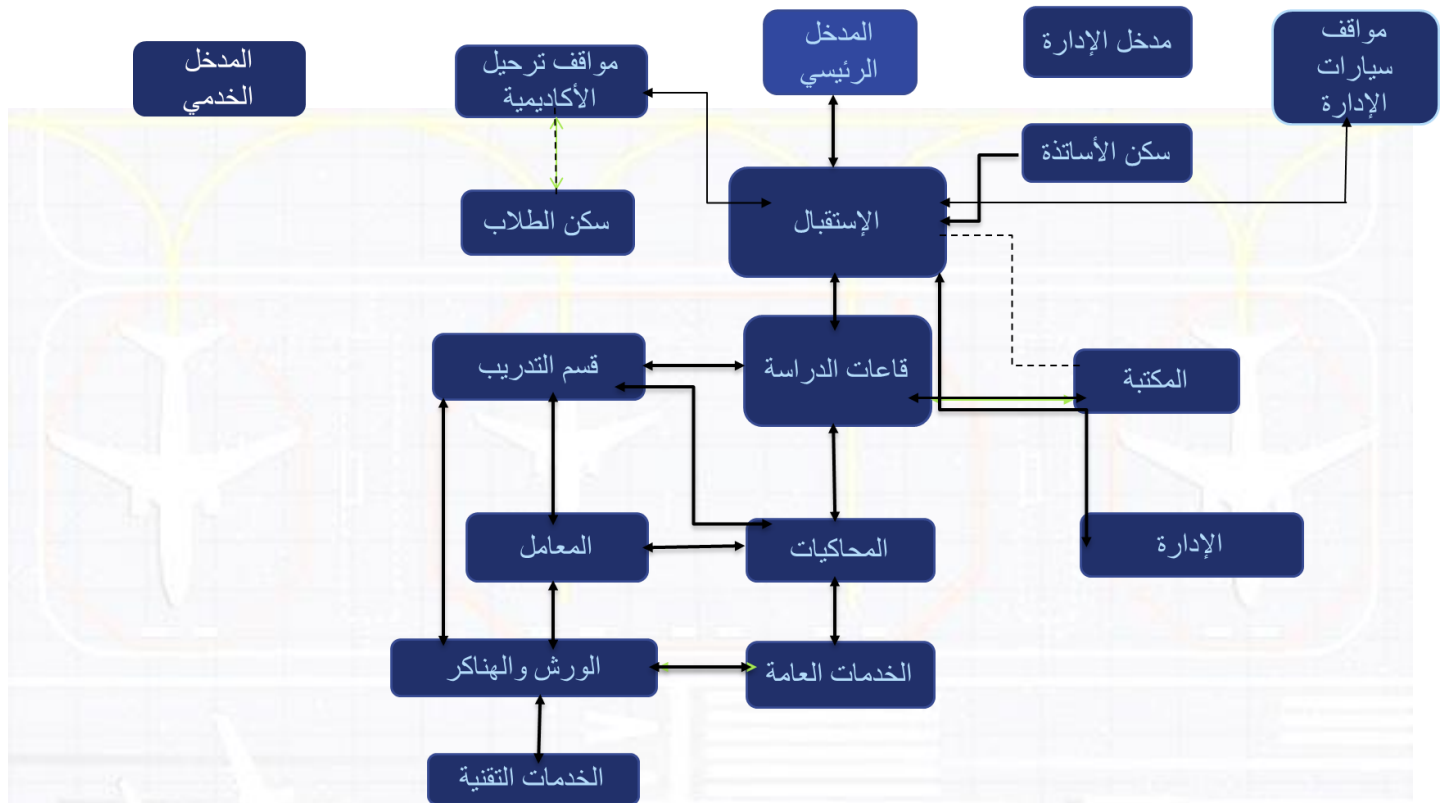 المدخل
الخدمي
مواقف ترحيل
الأكاديمية
المدخل
الرئيسي
مدخل الإدارة
مواقف
سيارات
الإدارة
سكن الأساتذة
سكن الطلاب
الإستقبال
قسم التدريب
قاعات الدراسة
المكتبة
المعامل
المحاكيات
الإدارة
الورش والهناكر
الخدمات العامة
الخدمات التقنية